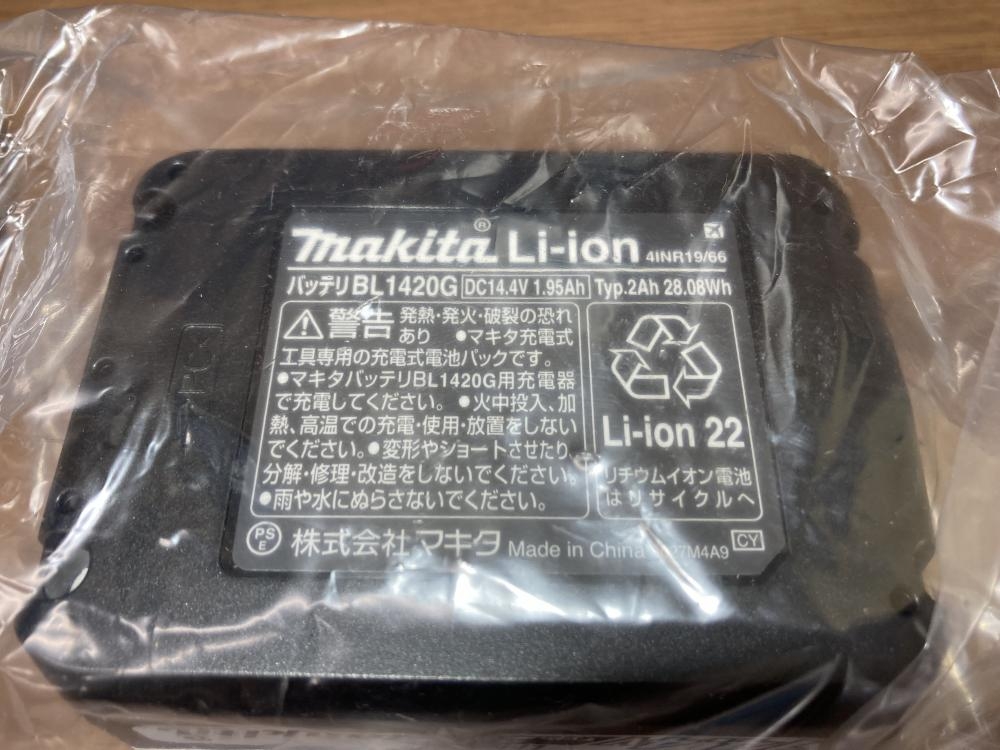 makita® Li-ion 4INR19/66
バッテリBL1420G DC14.4V 1.95Ah Typ.2Ah 28.08Wh
警告 発熱・発火・破裂の恐れ
あり ●マキタ充電式
工具専用の充電式電池パックです。
●マキタバッテリBL1420G用充電器
で充電してください。●火中投入、加
熱、高温での充電・使用・放置をしない
でください。●変形やショートさせたり、
分解・修理・改造をしないでください。
●雨や水にぬらさないでください。
Li-ion 22
リチウムイオン電池
はリサイクルへ
PS
E
株式会社マキタ Made in China CY